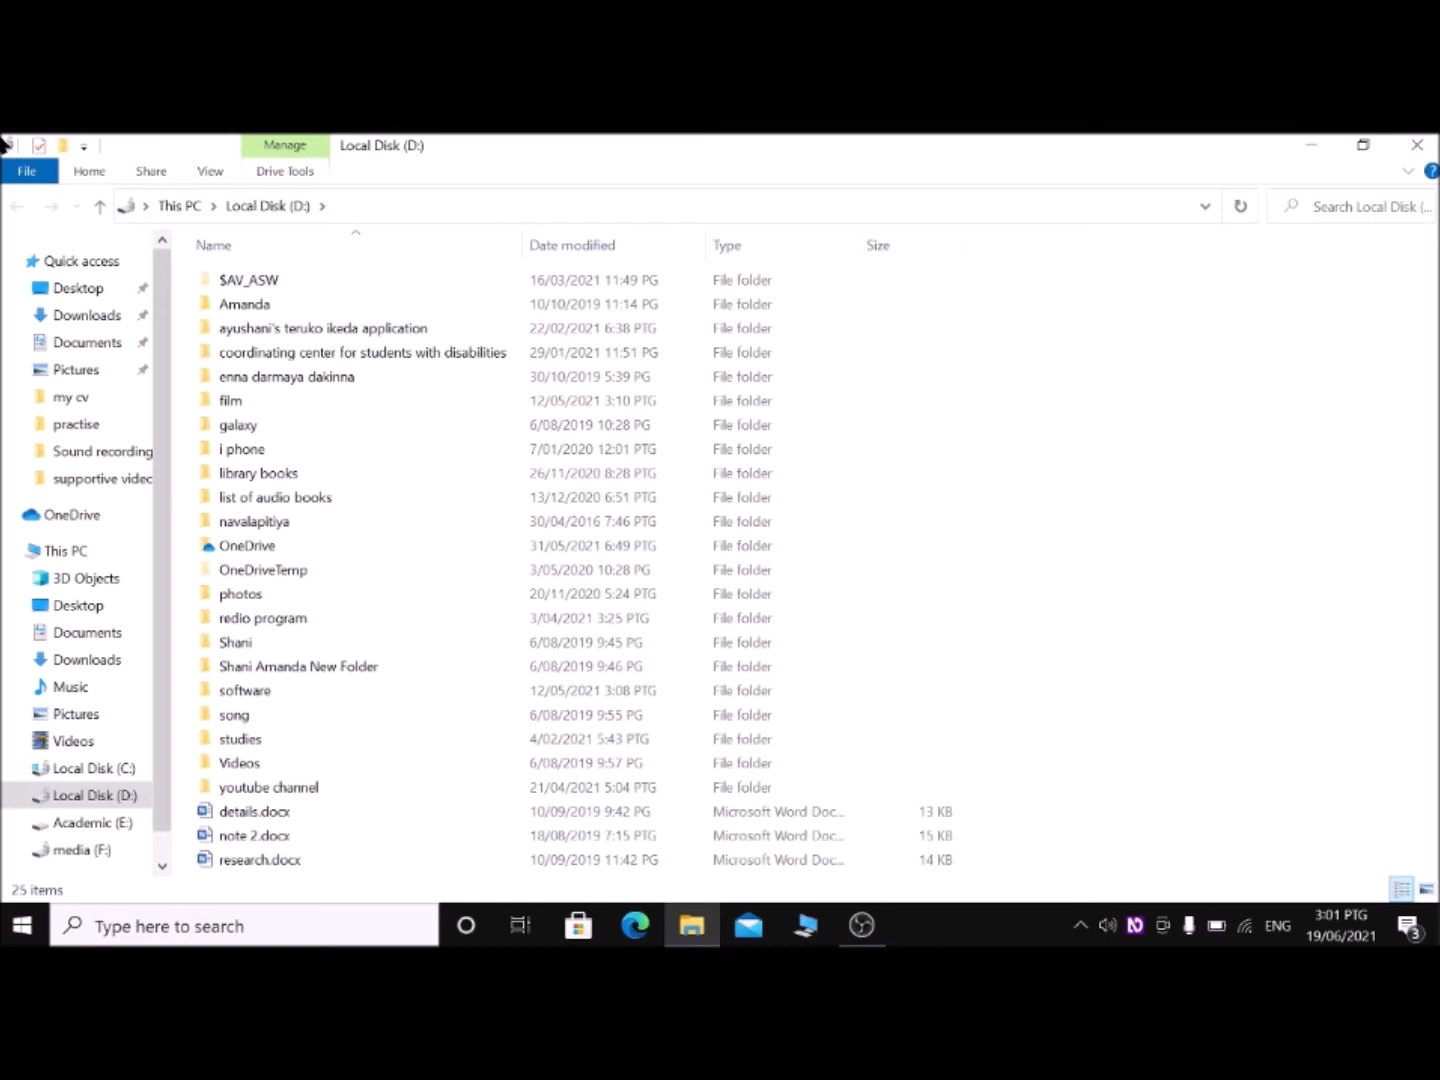 Manage Local Disk (D:)
File Home Share View Drive Tools
This PC Local Disk (D:) Search Local Disk (...
Name Date modified Type Size
Quick access
Desktop
Downloads
Documents
Pictures
my cv
practise
Sound recording
supportive videc
OneDrive
This PC
3D Objects
Desktop
Documents
Downloads
Music
Pictures
Videos
Local Disk (C:)
Local Disk (D:)
Academic (E:)
media (F:)
$AV_ASW 16/03/2021 11:49 PG File folder
Amanda 10/10/2019 11:14 PG File folder
ayushani's teruko ikeda application 22/02/2021 6:38 PTG File folder
coordinating center for students with disabilities 29/01/2021 11:51 PG File folder
enna darmaya dakinna 30/10/2019 5:39 PG File folder
film 12/05/2021 3:10 PTG File folder
galaxy 6/08/2019 10:28 PG File folder
i phone 7/01/2020 12:01 PTG File folder
library books 26/11/2020 8:28 PTG File folder
list of audio books 13/12/2020 6:51 PTG File folder
navalapitiya 30/04/2016 7:46 PTG File folder
OneDrive 31/05/2021 6:49 PTG File folder
OneDriveTemp 3/05/2020 10:28 PG File folder
photos 20/11/2020 5:24 PTG File folder
redio program 3/04/2021 3:25 PTG File folder
Shani 6/08/2019 9:45 PG File folder
Shani Amanda New Folder 6/08/2019 9:46 PG File folder
software 12/05/2021 3:08 PTG File folder
song 6/08/2019 9:55 PG File folder
studies 4/02/2021 5:43 PTG File folder
Videos 6/08/2019 9:57 PG File folder
youtube channel 21/04/2021 5:04 PTG File folder
details.docx 10/09/2019 9:42 PG Microsoft Word Doc... 13 KB
note 2.docx 18/08/2019 7:15 PTG Microsoft Word Doc... 15 KB
research.docx 10/09/2019 11:42 PG Microsoft Word Doc... 14 KB
25 items
Type here to search
ENG
3:01 PTG
19/06/2021
3